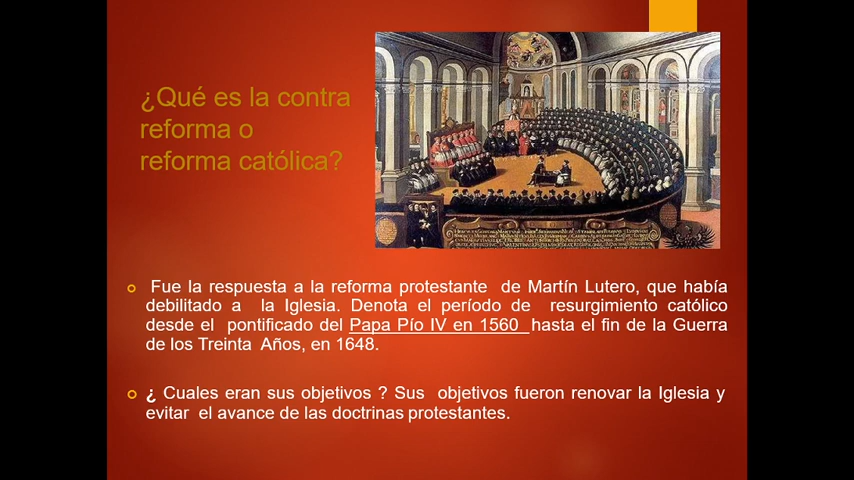 ¿Qué es la contra
reforma o
reforma católica?
Fue la respuesta a la reforma protestante de Martín Lutero, que había
debilitado a la Iglesia. Denota el período de resurgimiento católico
desde el pontificado del Papa Pío IV en 1560 hasta el fin de la Guerra
de los Treinta Años, en 1648.
¿ Cuales eran sus objetivos ? Sus objetivos fueron renovar la Iglesia y
evitar el avance de las doctrinas protestantes.